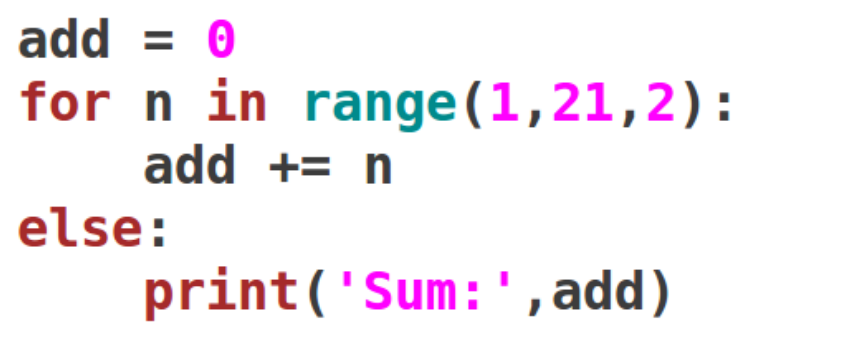 add = 0
for n in range(1,21,2):
    add += n
else:
    print('Sum:',add)